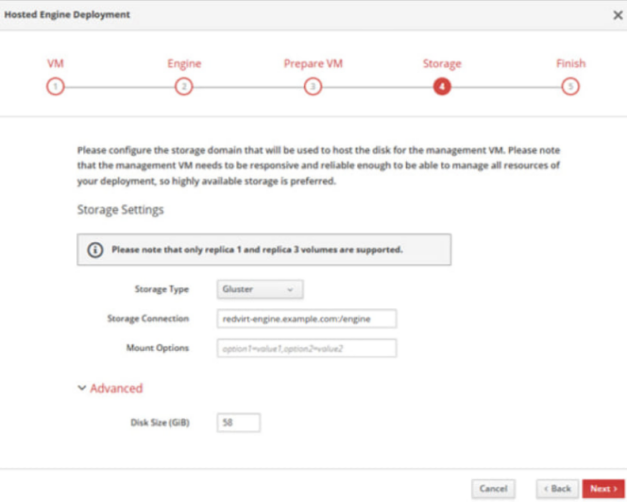 Hosted Engine Deployment
VM
Engine
Prepare VM
Storage
Finish
1
2
3
4
5
Please configure the storage domain that will be used to host the disk for the management VM. Please note
that the management VM needs to be responsive and reliable enough to be able to manage all resources of
your deployment, so highly available storage is preferred.
Storage Settings
Please note that only replica 1 and replica 3 volumes are supported.
Storage Type
Gluster
Storage Connection
redvirt-engine.example.com:/engine
Mount Options
option1=value1,option2=value2
Advanced
Disk Size (GiB)
58
Cancel
< Back
Next >